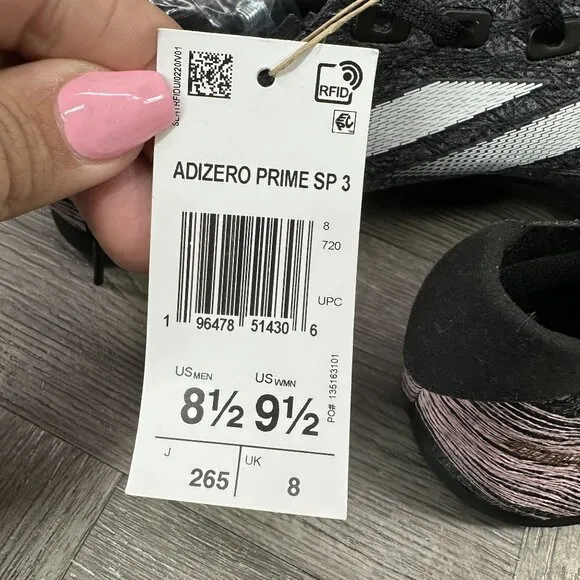 RFID
ADIZERO PRIME SP 3
8
720
UPC
1 96478 51430 6
US MEN US WMN
8½ 9½
PO# 135163101
J 265 UK 8